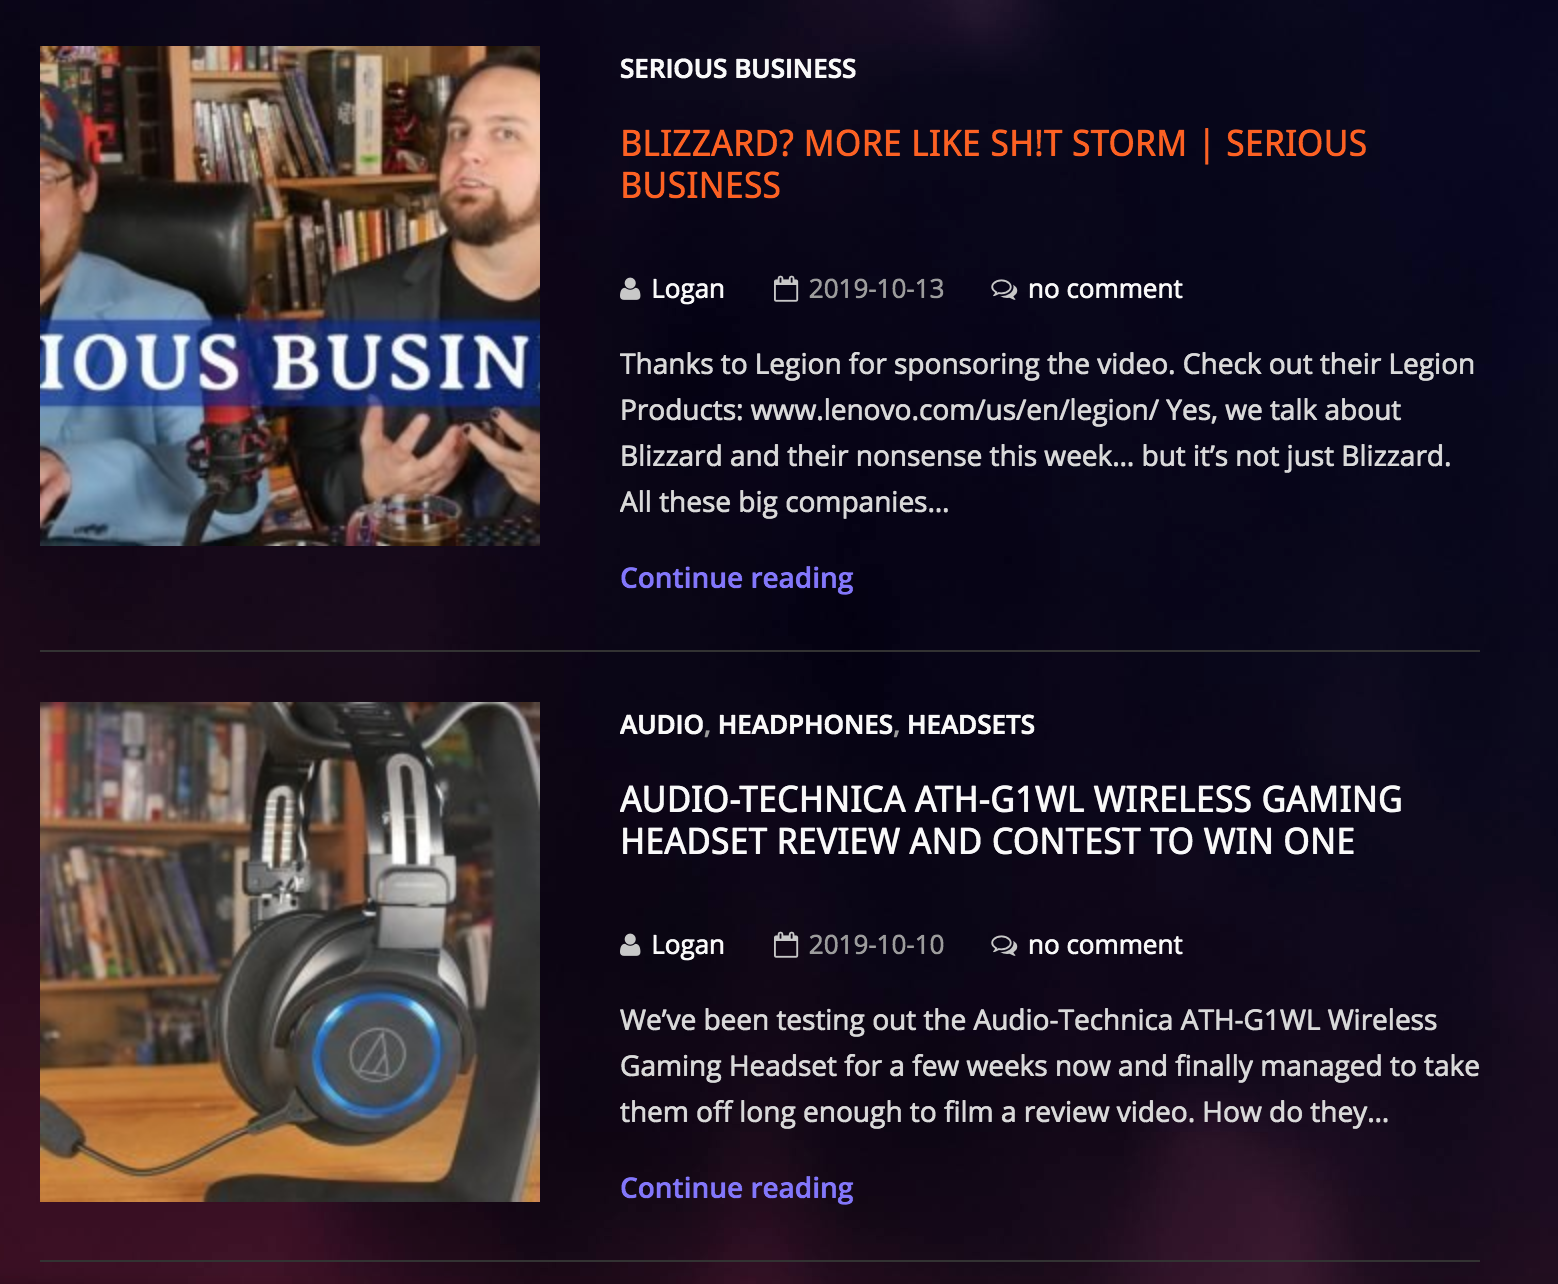 SERIOUS BUSINESS
BLIZZARD? MORE LIKE SH!T STORM | SERIOUS
BUSINESS
Logan 2019-10-13 no comment
IOUS BUSIN
Thanks to Legion for sponsoring the video. Check out their Legion
Products: www.lenovo.com/us/en/legion/ Yes, we talk about
Blizzard and their nonsense this week... but it’s not just Blizzard.
All these big companies...
Continue reading
AUDIO, HEADPHONES, HEADSETS
AUDIO-TECHNICA ATH-G1WL WIRELESS GAMING
HEADSET REVIEW AND CONTEST TO WIN ONE
Logan 2019-10-10 no comment
We’ve been testing out the Audio-Technica ATH-G1WL Wireless
Gaming Headset for a few weeks now and finally managed to take
them off long enough to film a review video. How do they...
Continue reading